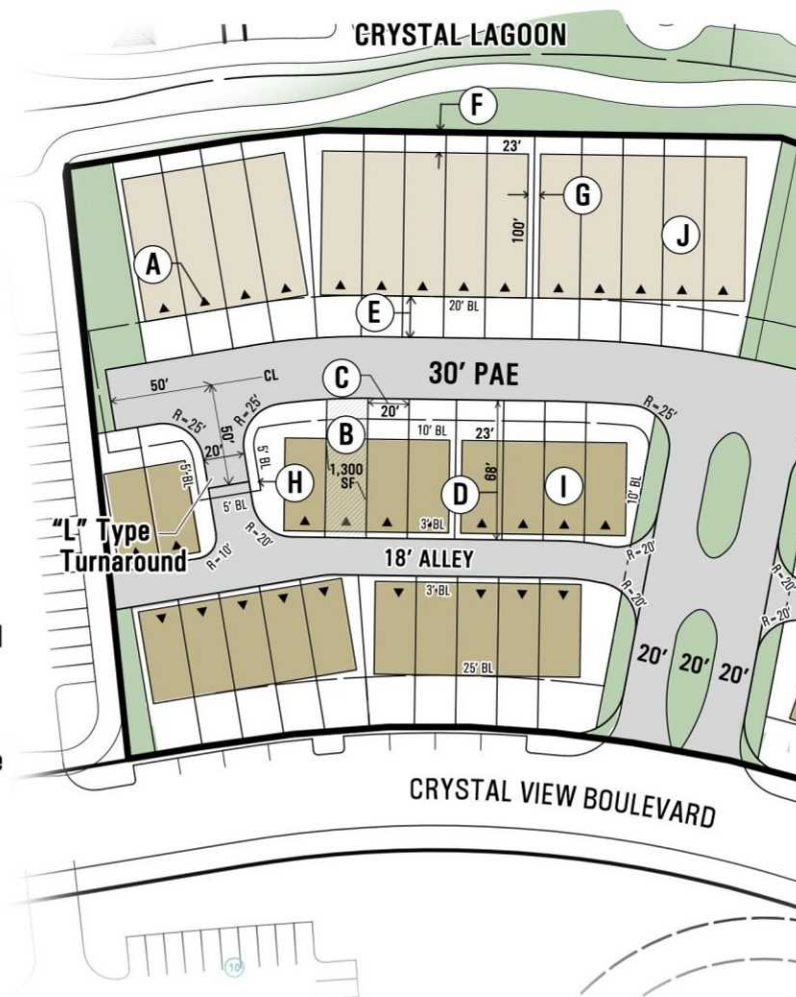 CRYSTAL LAGOON
F
23'
G
100'
J
A
E
20' BL
30' PAE
50'
CL
C
20'
R=25'
R=25'
R=25'
50'
20'
B
10' BL
23'
5' BL
5' BL
H
1,300
SF
D
68'
I
10' BL
5' BL
3' BL
"L" Type
Turnaround
R=10'
R=20'
18' ALLEY
R=20'
R=20'
R=20'
R=20'
3' BL
25' BL
20' 20' 20'
CRYSTAL VIEW BOULEVARD
10